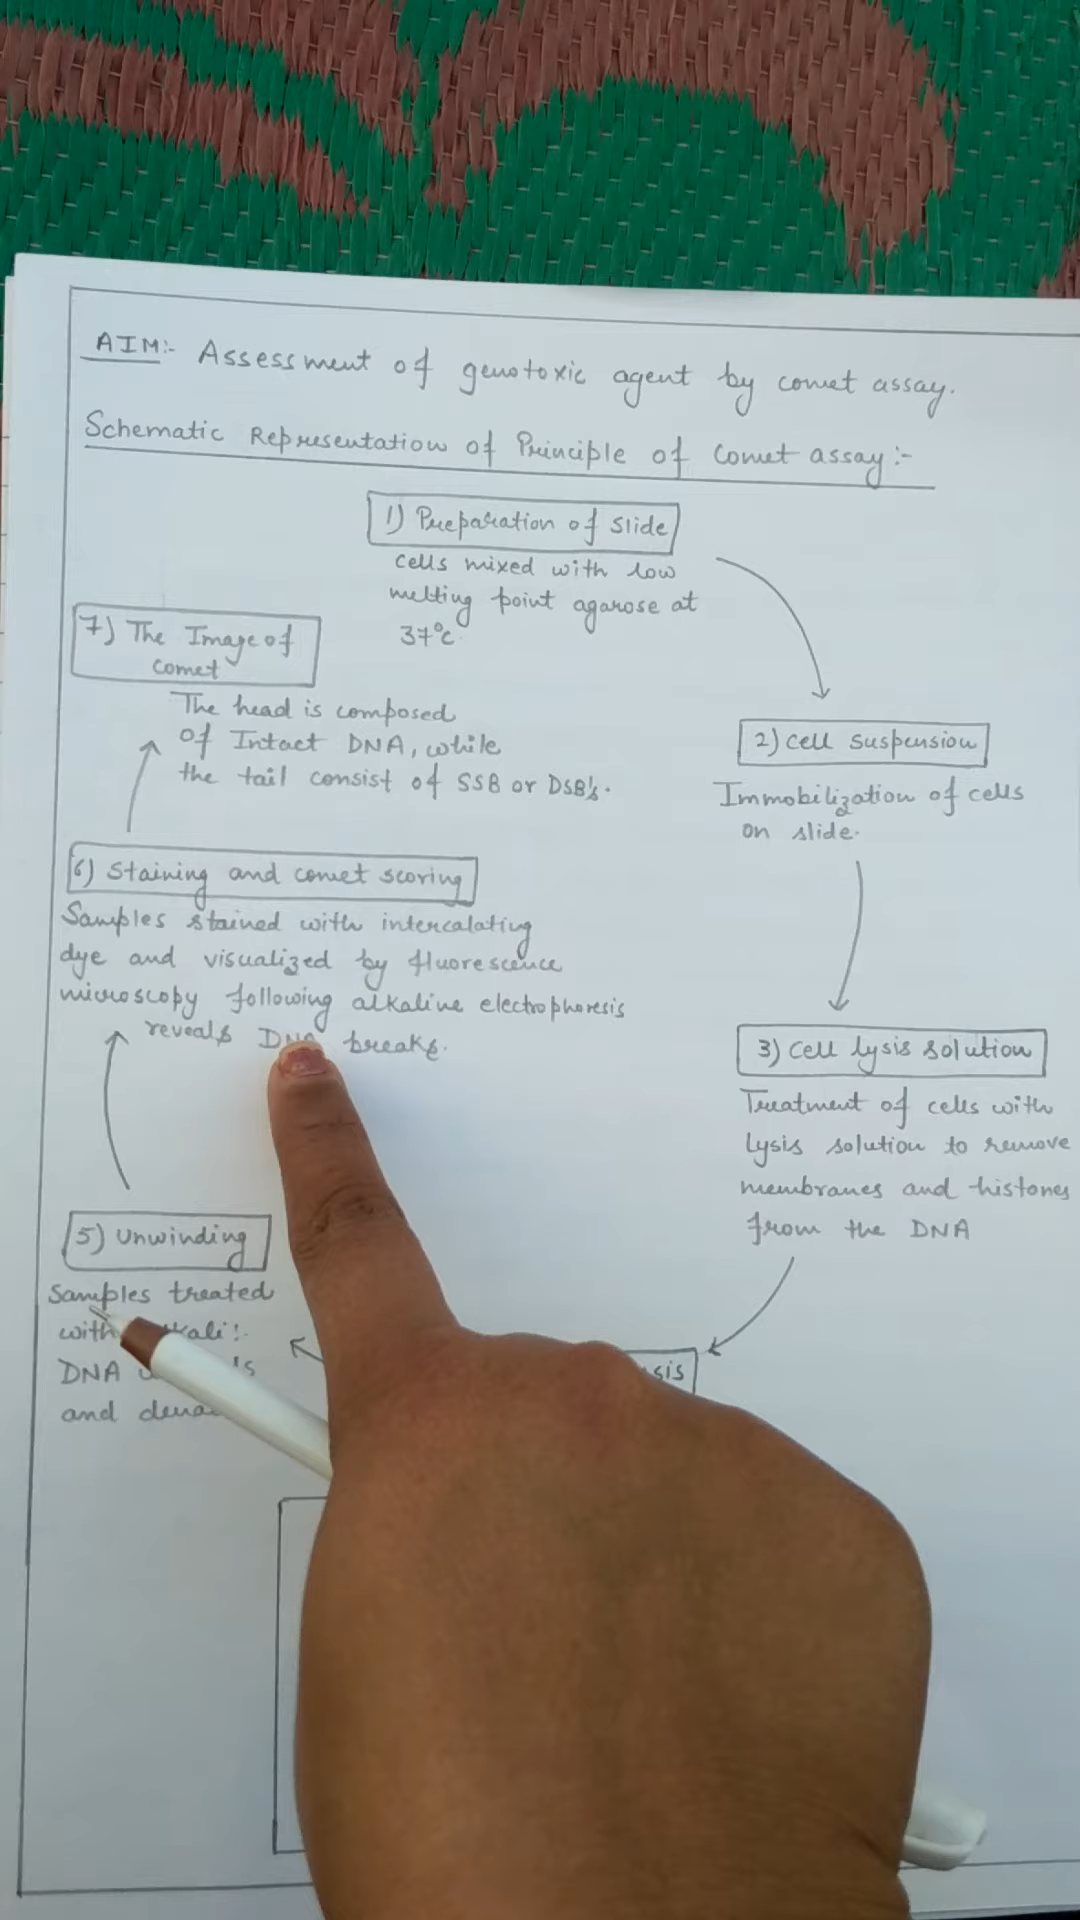 AIM:- Assessment of genotoxic agent by comet assay.
Schematic Representation of Principle of Comet assay:-
1) Preparation of slide
cells mixed with low
melting point agarose at
37°c
2) cell suspension
Immobilization of cells
on slide.
3) cell lysis solution
Treatment of cells with
lysis solution to remove
membranes and histones
from the DNA
sis
5) Unwinding
Samples treated
with
DNA
and
6) Staining and comet scoring
Samples stained with intercalating
dye and visualized by fluorescence
microscopy following alkaline electrophoresis
reveals DNA breaks.
7) The Image of
comet
The head is composed
of Intact DNA, while
the tail consist of SSB or DSB's.